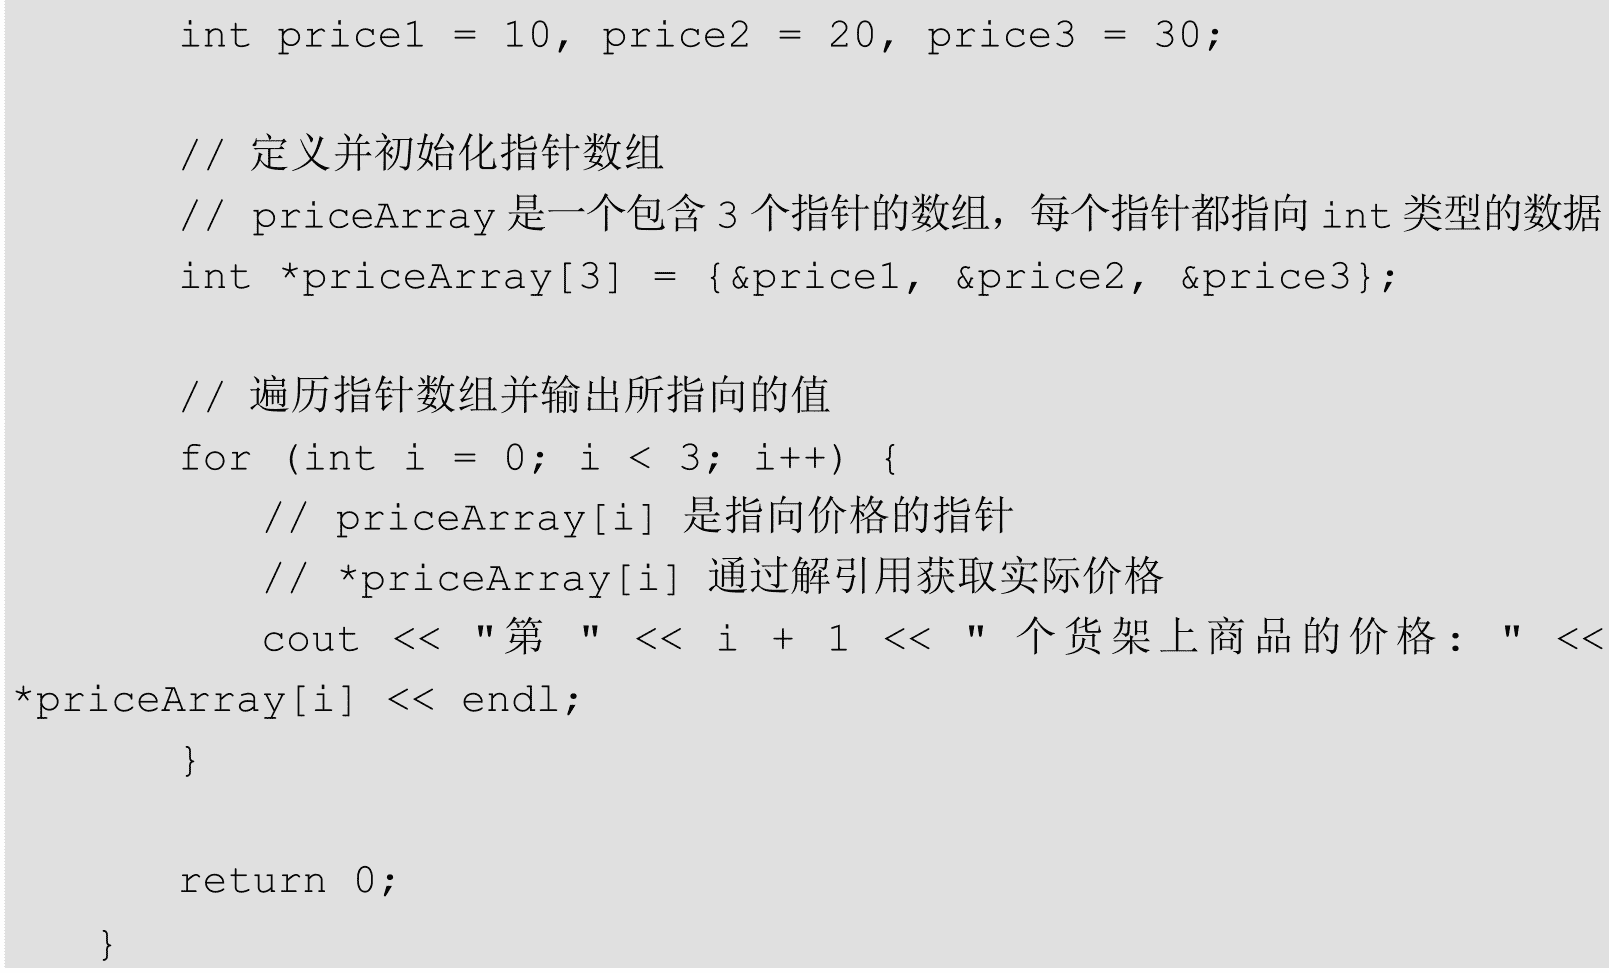 int price1 = 10, price2 = 20, price3 = 30;
// 定义并初始化指针数组
// priceArray 是一个包含 3 个指针的数组，每个指针都指向 int 类型的数据
int *priceArray[3] = {&price1, &price2, &price3};
// 遍历指针数组并输出所指向的值
for (int i = 0; i < 3; i++) {
// priceArray[i] 是指向价格的指针
// *priceArray[i] 通过解引用获取实际价格
cout << "第 " << i + 1 << " 个货架上商品的价格: " <<
*priceArray[i] << endl;
}
return 0;
}